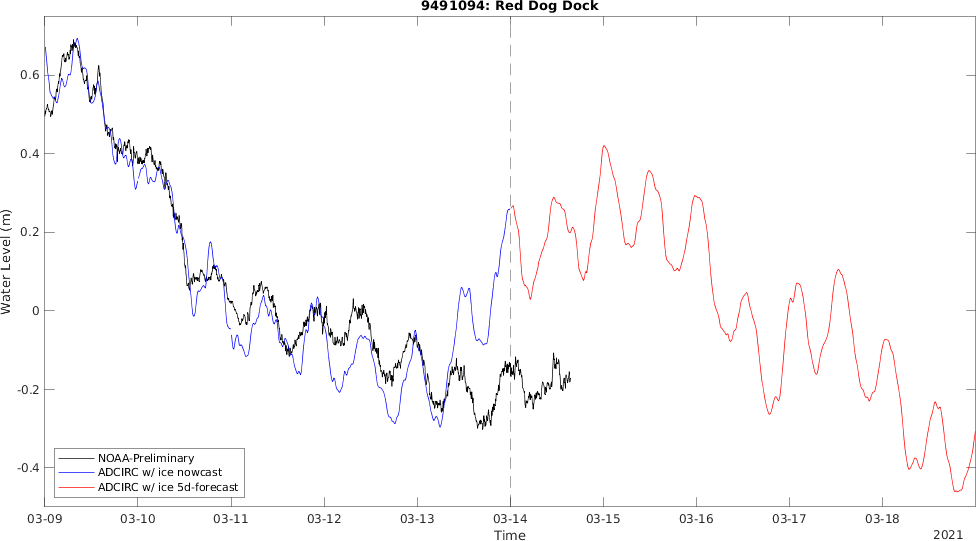 9491094: Red Dog Dock
Water Level (m)
0.6
0.4
0.2
0
-0.2
-0.4
NOAA-Preliminary
ADCIRC w/ ice nowcast
ADCIRC w/ ice 5d-forecast
03-09 03-10 03-11 03-12 03-13 03-14 03-15 03-16 03-17 03-18
Time
2021